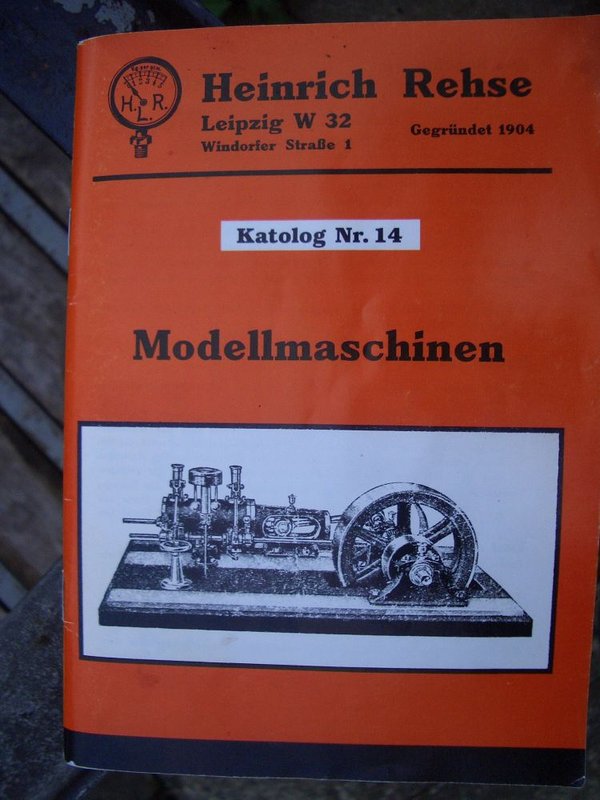 H.L.R.
Heinrich Rehse
Leipzig W 32
Gegründet 1904
Windorfer Straße 1
Katolog Nr. 14
Modellmaschinen